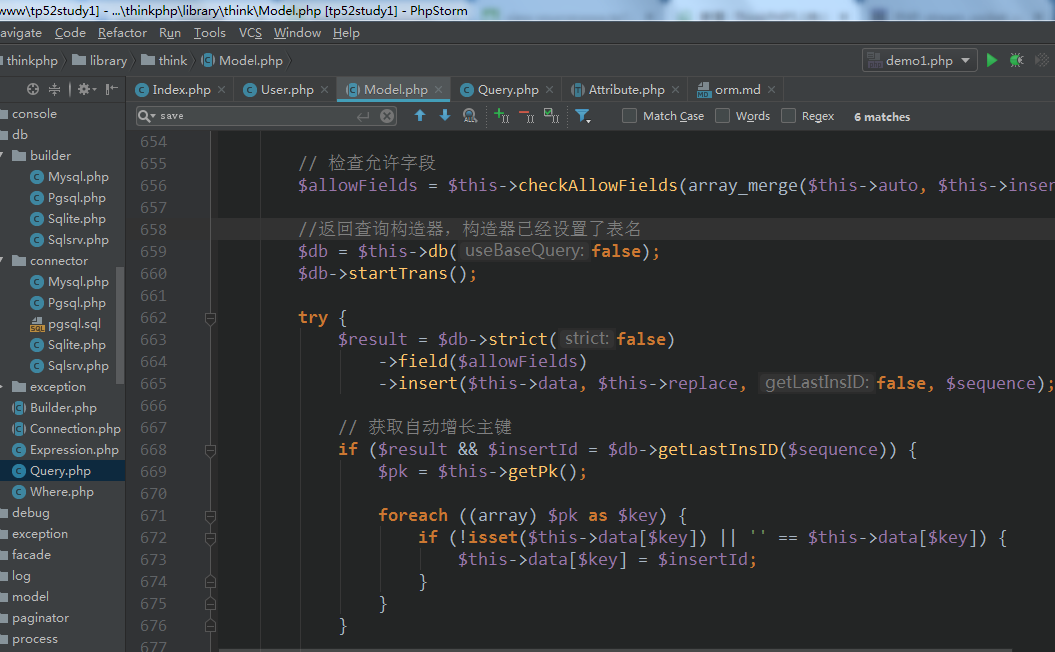 www\tp52study1] - ...\thinkphp\library\think\Model.php [tp52study1] - PhpStorm
avigate Code Refactor Run Tools VCS Window Help
thinkphp library think Model.php demo1.php
Index.php User.php Model.php Query.php Attribute.php orm.md
save Match Case Words Regex 6 matches
console
db
builder
Mysql.php
Pgsql.php
Sqlite.php
Sqlsrv.php
connector
Mysql.php
Pgsql.php
pgsql.sql
Sqlite.php
Sqlsrv.php
exception
Builder.php
Connection.php
Expression.php
Query.php
Where.php
debug
exception
facade
log
model
paginator
process
654
655 // 检查允许字段
656 $allowFields = $this->checkAllowFields(array_merge($this->auto, $this->inser
657
658 //返回查询构造器，构造器已经设置了表名
659 $db = $this->db( useBaseQuery: false);
660 $db->startTrans();
661
662 try {
663 $result = $db->strict( strict: false)
664 ->field($allowFields)
665 ->insert($this->data, $this->replace, getLastInsID: false, $sequence);
666
667 // 获取自动增长主键
668 if ($result && $insertId = $db->getLastInsID($sequence)) {
669 $pk = $this->getPk();
670
671 foreach ((array) $pk as $key) {
672 if (!isset($this->data[$key]) || '' == $this->data[$key]) {
673 $this->data[$key] = $insertId;
674 }
675 }
676 }
677